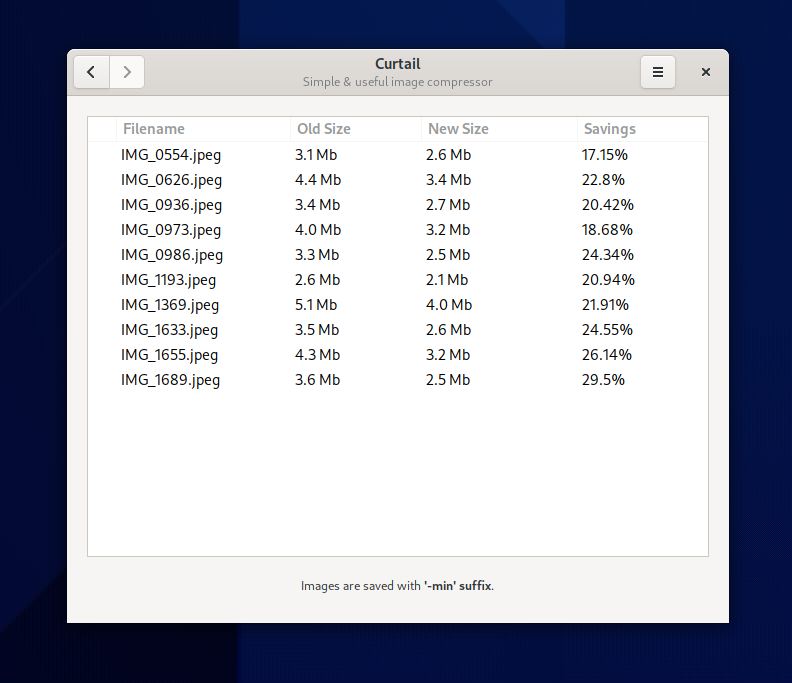 Curtail
Simple & useful image compressor
Filename Old Size New Size Savings
IMG_0554.jpeg 3.1 Mb 2.6 Mb 17.15%
IMG_0626.jpeg 4.4 Mb 3.4 Mb 22.8%
IMG_0936.jpeg 3.4 Mb 2.7 Mb 20.42%
IMG_0973.jpeg 4.0 Mb 3.2 Mb 18.68%
IMG_0986.jpeg 3.3 Mb 2.5 Mb 24.34%
IMG_1193.jpeg 2.6 Mb 2.1 Mb 20.94%
IMG_1369.jpeg 5.1 Mb 4.0 Mb 21.91%
IMG_1633.jpeg 3.5 Mb 2.6 Mb 24.55%
IMG_1655.jpeg 4.3 Mb 3.2 Mb 26.14%
IMG_1689.jpeg 3.6 Mb 2.5 Mb 29.5%
Images are saved with '-min' suffix.